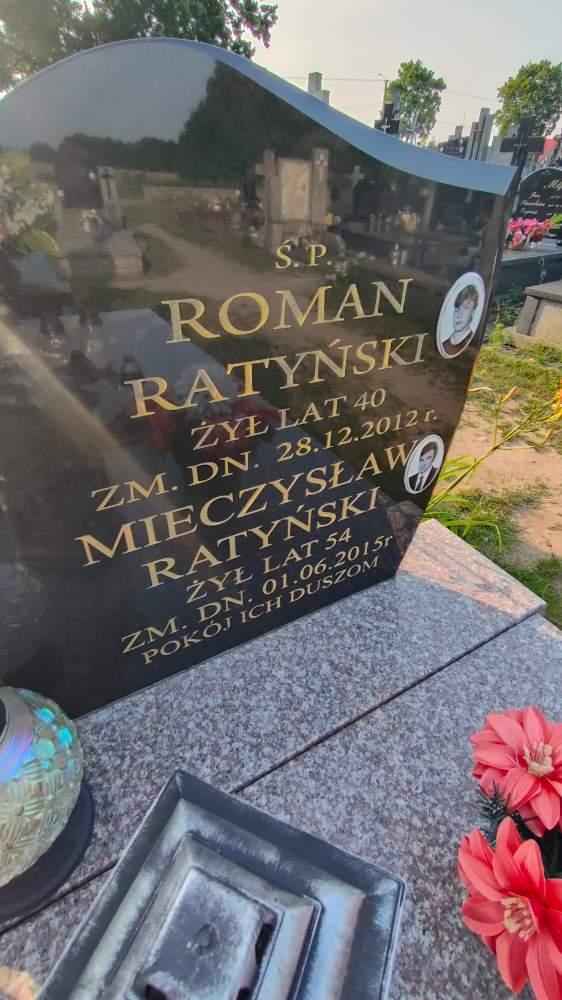 Ś. P.
ROMAN
RATYŃSKI
ŻYŁ LAT 40
ZM. DN. 28.12.2012 r.
MIECZYSŁAW
RATYŃSKI
ŻYŁ LAT 54
ZM. DN. 01.06.2015r
POKÓJ ICH DUSZOM